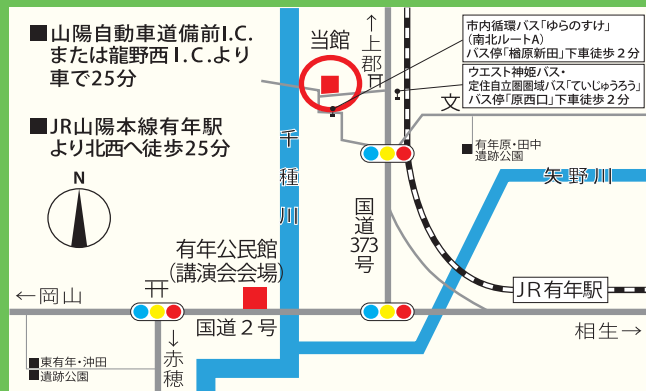 ■山陽自動車道備前I.C.
または龍野西I.C.より
車で25分
■JR山陽本線有年駅
より北西へ徒歩25分
N
当館
↑上郡
市内循環バス「ゆらのすけ」
(南北ルートA)
バス停「楢原新田」下車徒歩2分
ウエスト神姫バス・
定住自立圏圏域バス「ていじゅうろう」
バス停「原西口」下車徒歩2分
文
■有年原・田中
遺跡公園
千種川
矢野川
国道373号
有年公民館
(講演会会場)
JR有年駅
←岡山
国道2号
相生→
↓赤穂
■東有年・沖田
■遺跡公園